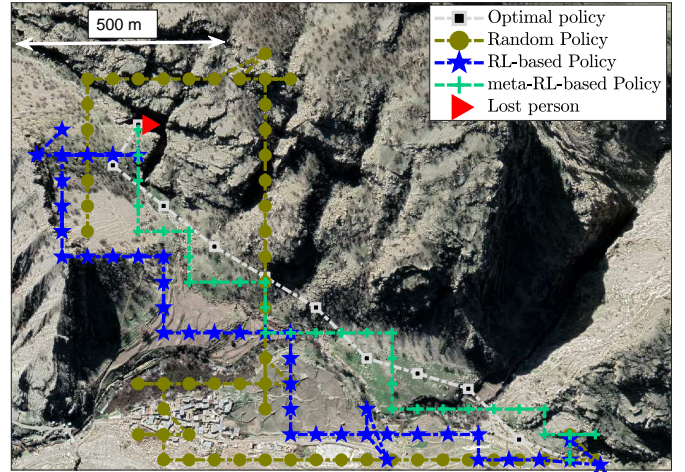 500 m
Optimal policy
Random Policy
RL-based Policy
meta-RL-based Policy
Lost person